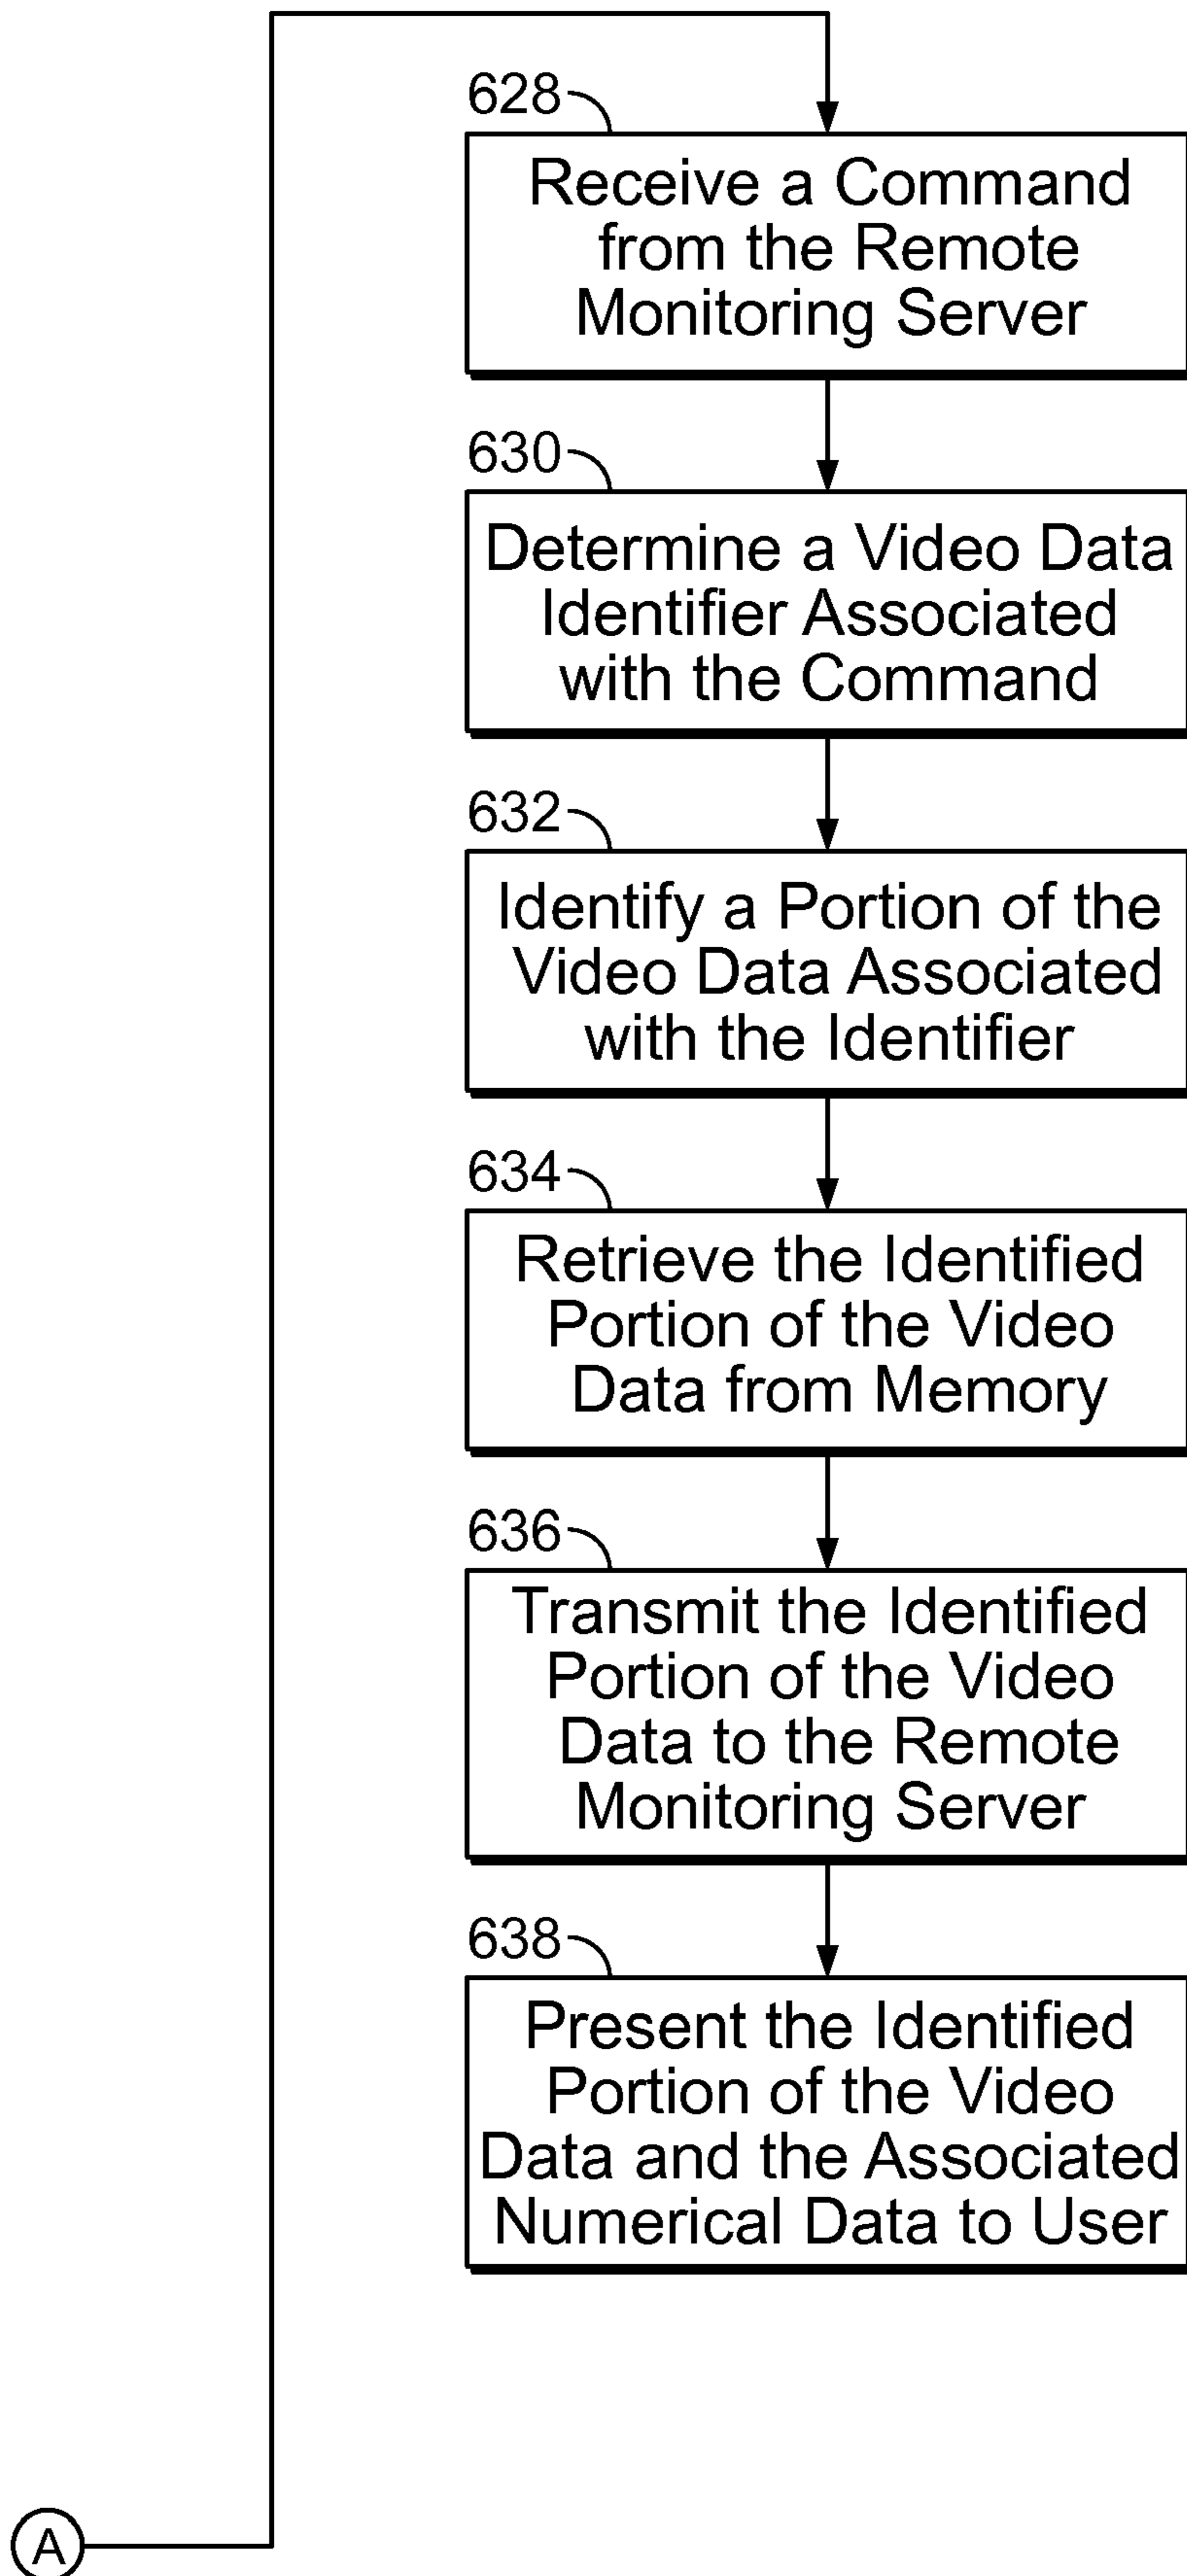 628
Receive a Command
from the Remote
Monitoring Server
630
Determine a Video Data
Identifier Associated
with the Command
632
Identify a Portion of the
Video Data Associated
with the Identifier
634
Retrieve the Identified
Portion of the Video
Data from Memory
636
Transmit the Identified
Portion of the Video
Data to the Remote
Monitoring Server
638
Present the Identified
Portion of the Video
Data and the Associated
Numerical Data to User
A